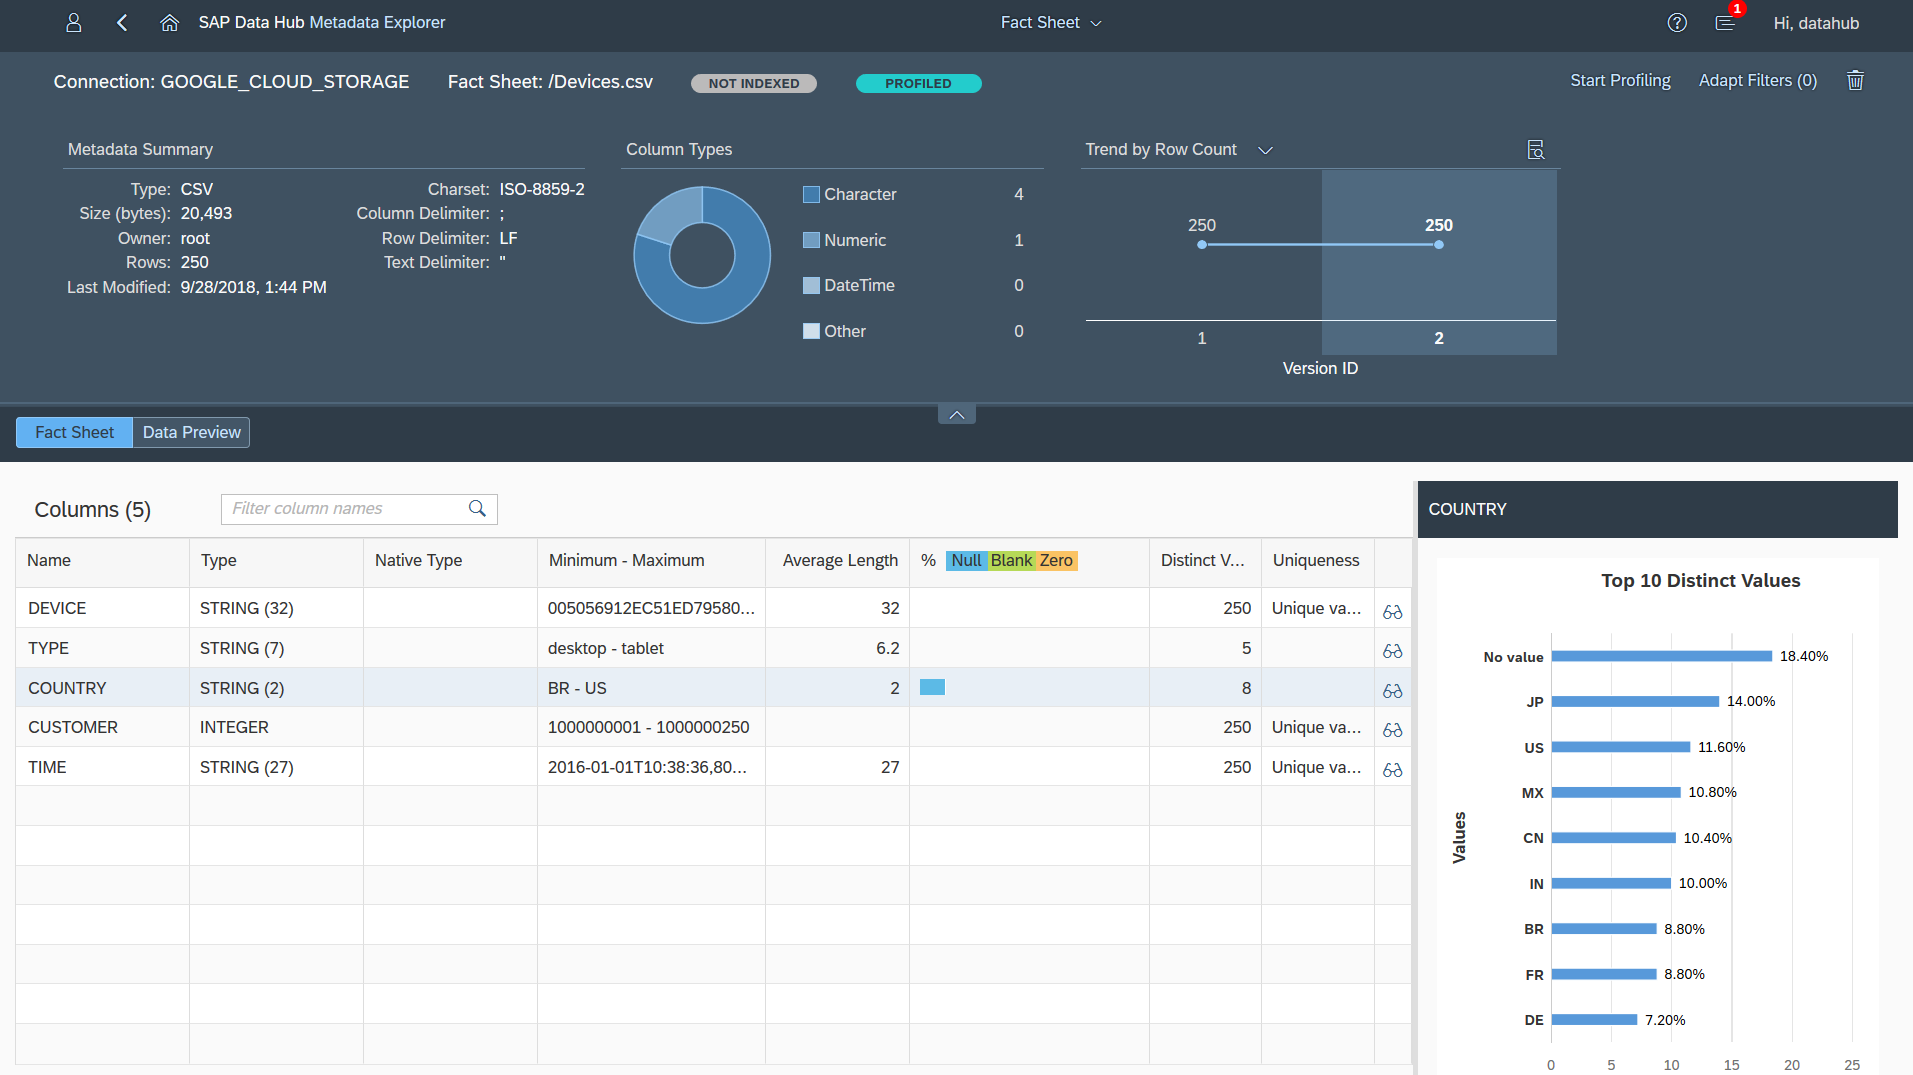 SAP Data Hub Metadata Explorer
Fact Sheet
1
Hi, datahub
Connection: GOOGLE_CLOUD_STORAGE
Fact Sheet: /Devices.csv
NOT INDEXED
PROFILED
Start Profiling
Adapt Filters (0)
Metadata Summary
Type: CSV
Size (bytes): 20,493
Owner: root
Rows: 250
Last Modified: 9/28/2018, 1:44 PM
Charset: ISO-8859-2
Column Delimiter: ;
Row Delimiter: LF
Text Delimiter: "
Column Types
Character 4
Numeric 1
DateTime 0
Other 0
Trend by Row Count
250 250
1 2
Version ID
Fact Sheet Data Preview
Columns (5)
Filter column names
Name Type Native Type Minimum - Maximum Average Length % Null Blank Zero Distinct V... Uniqueness
DEVICE STRING (32) 005056912EC51ED79580... 32 250 Unique va...
TYPE STRING (7) desktop - tablet 6.2 5
COUNTRY STRING (2) BR - US 2 8
CUSTOMER INTEGER 1000000001 - 1000000250 250 Unique va...
TIME STRING (27) 2016-01-01T10:38:36,80... 27 250 Unique va...
COUNTRY
Top 10 Distinct Values
Values
No value 18.40%
JP 14.00%
US 11.60%
MX 10.80%
CN 10.40%
IN 10.00%
BR 8.80%
FR 8.80%
DE 7.20%
0 5 10 15 20 25